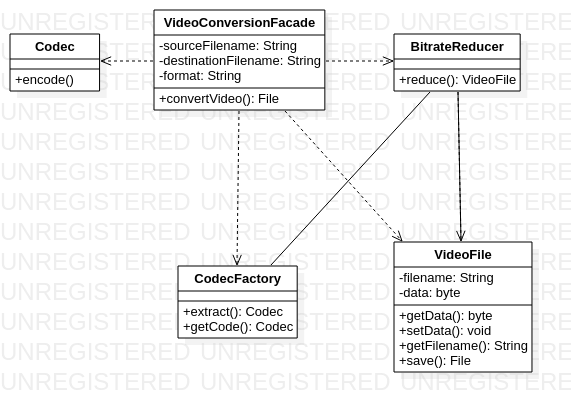 VideoConversionFacade
-sourceFilename: String
-destinationFilename: String
-format: String
+convertVideo(): File
Codec
+encode()
BitrateReducer
+reduce(): VideoFile
CodecFactory
+extract(): Codec
+getCode(): Codec
VideoFile
-filename: String
-data: byte
+getData(): byte
+setData(): void
+getFilename(): String
+save(): File
UNREGISTERED UNREGISTERED UNREGISTERED